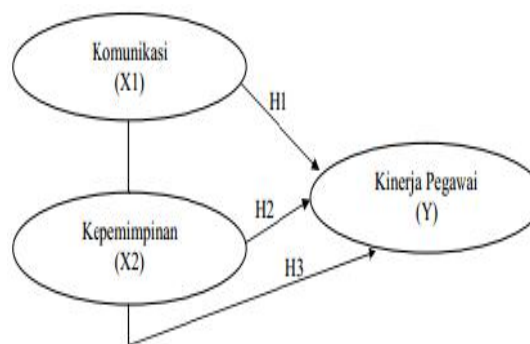 Komunikasi
(X1)
H1
Kinerja Pegawai
(Y)
Kepemimpinan
(X2)
H2
H3